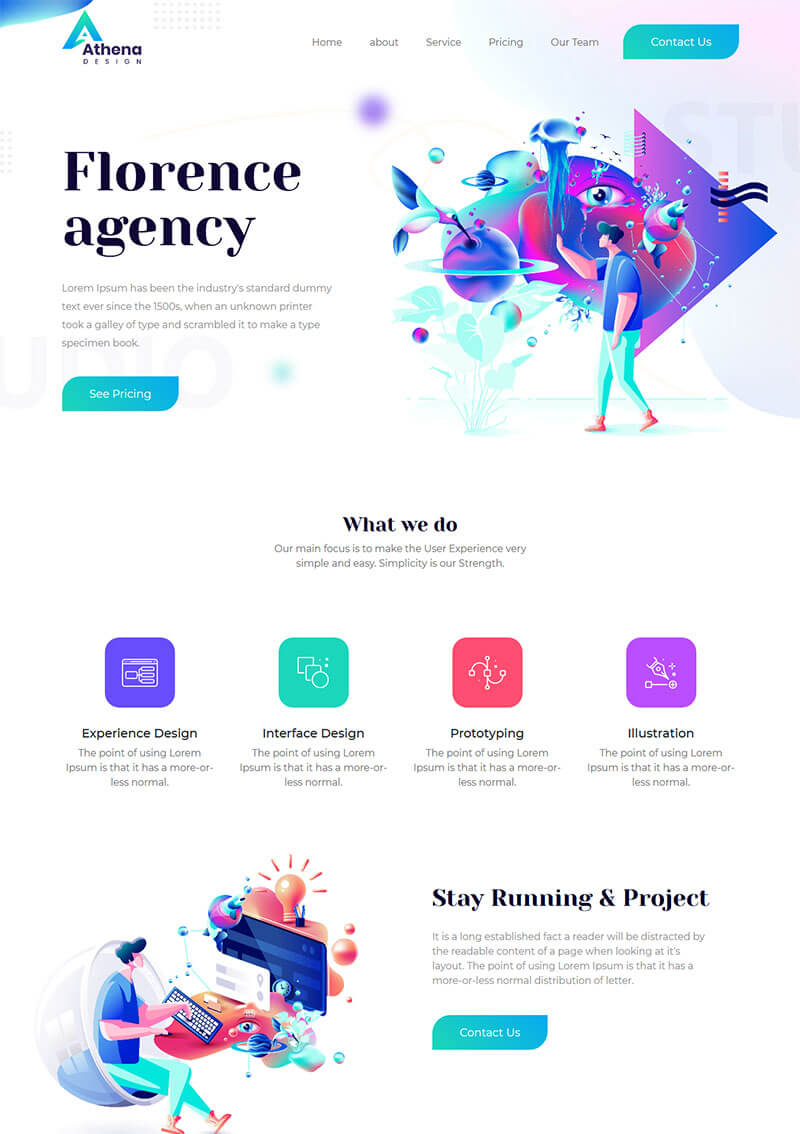 Athena
DESIGN
Home about Service Pricing Our Team Contact Us
STU
Florence
agency
Lorem Ipsum has been the industry's standard dummy
text ever since the 1500s, when an unknown printer
took a galley of type and scrambled it to make a type
specimen book.
UDIO
See Pricing
What we do
Our main focus is to make the User Experience very
simple and easy. Simplicity is our Strength.
Experience Design Interface Design Prototyping Illustration
The point of using Lorem The point of using Lorem The point of using Lorem The point of using Lorem
Ipsum is that it has a more-or- Ipsum is that it has a more-or- Ipsum is that it has a more-or- Ipsum is that it has a more-or-
less normal. less normal. less normal. less normal.
Stay Running & Project
It is a long established fact a reader will be distracted by
the readable content of a page when looking at it's
layout. The point of using Lorem Ipsum is that it has a
more-or-less normal distribution of letter.
Contact Us